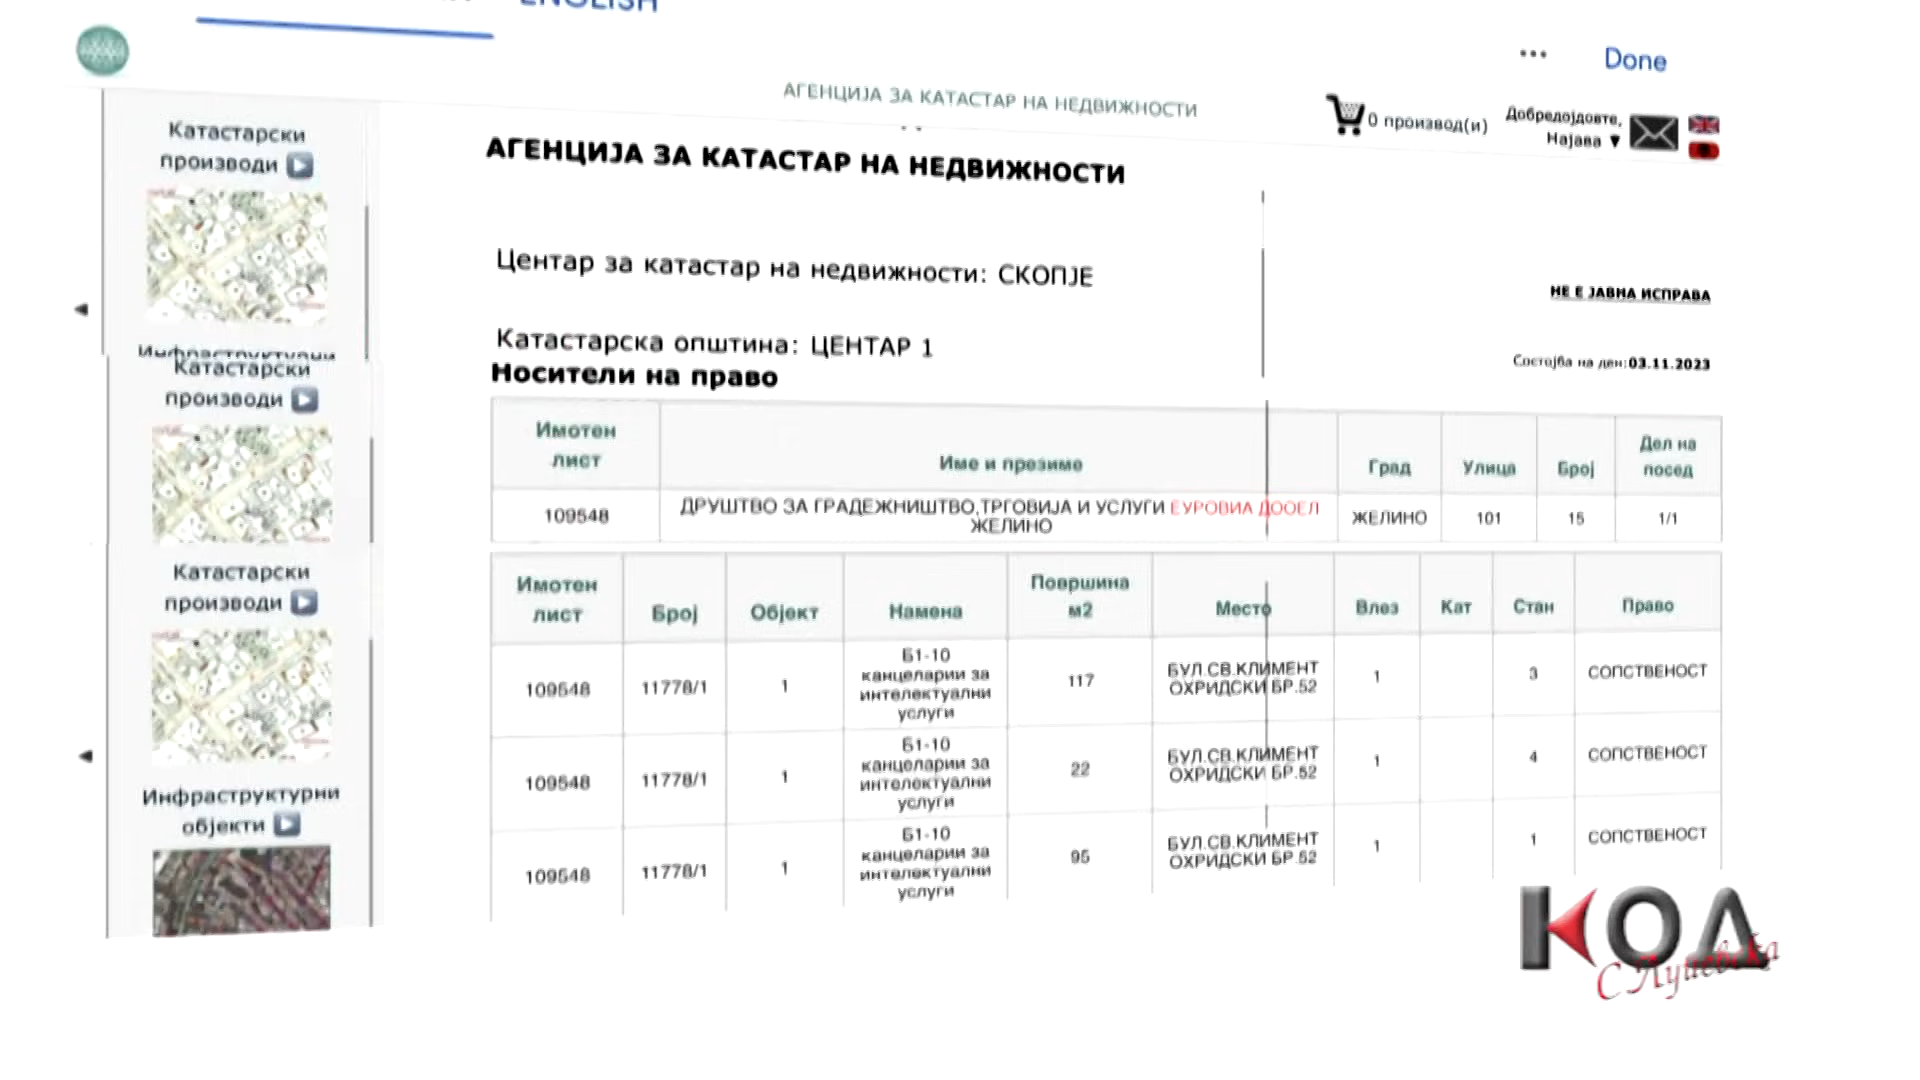 ENGLISH
Done
АГЕНЦИЈА ЗА КАТАСТАР НА НЕДВИЖНОСТИ
0 производ(и)
Добредојдовте,
Најава ▼
АГЕНЦИЈА ЗА КАТАСТАР НА НЕДВИЖНОСТИ
Центар за катастар на недвижности: СКОПЈЕ
НЕ Е ЈАВНА ИСПРАВА
Катастарска општина: ЦЕНТАР 1
Состојба на ден:03.11.2023
Носители на право
Имотен лист Име и презиме Град Улица Број Дел на посед
109548 ДРУШТВО ЗА ГРАДЕЖНИШТВО,ТРГОВИЈА И УСЛУГИ ЕУРОВИА ДООЕЛ ЖЕЛИНО ЖЕЛИНО 101 15 1/1
Имотен лист Број Објект Намена Површина м2 Место Влез Кат Стан Право
109548 11778/1 1 Б1-10 канцеларии за интелектуални услуги 117 БУЛ.СВ.КЛИМЕНТ ОХРИДСКИ БР.52 1 3 СОПСТВЕНОСТ
109548 11778/1 1 Б1-10 канцеларии за интелектуални услуги 22 БУЛ.СВ.КЛИМЕНТ ОХРИДСКИ БР.52 1 4 СОПСТВЕНОСТ
109548 11778/1 1 Б1-10 канцеларии за интелектуални услуги 95 БУЛ.СВ.КЛИМЕНТ ОХРИДСКИ БР.52 1 1 СОПСТВЕНОСТ
Катастарски
производи
Инфраструктурни
Катастарски
производи
Катастарски
производи
Инфраструктурни
објекти
КОД